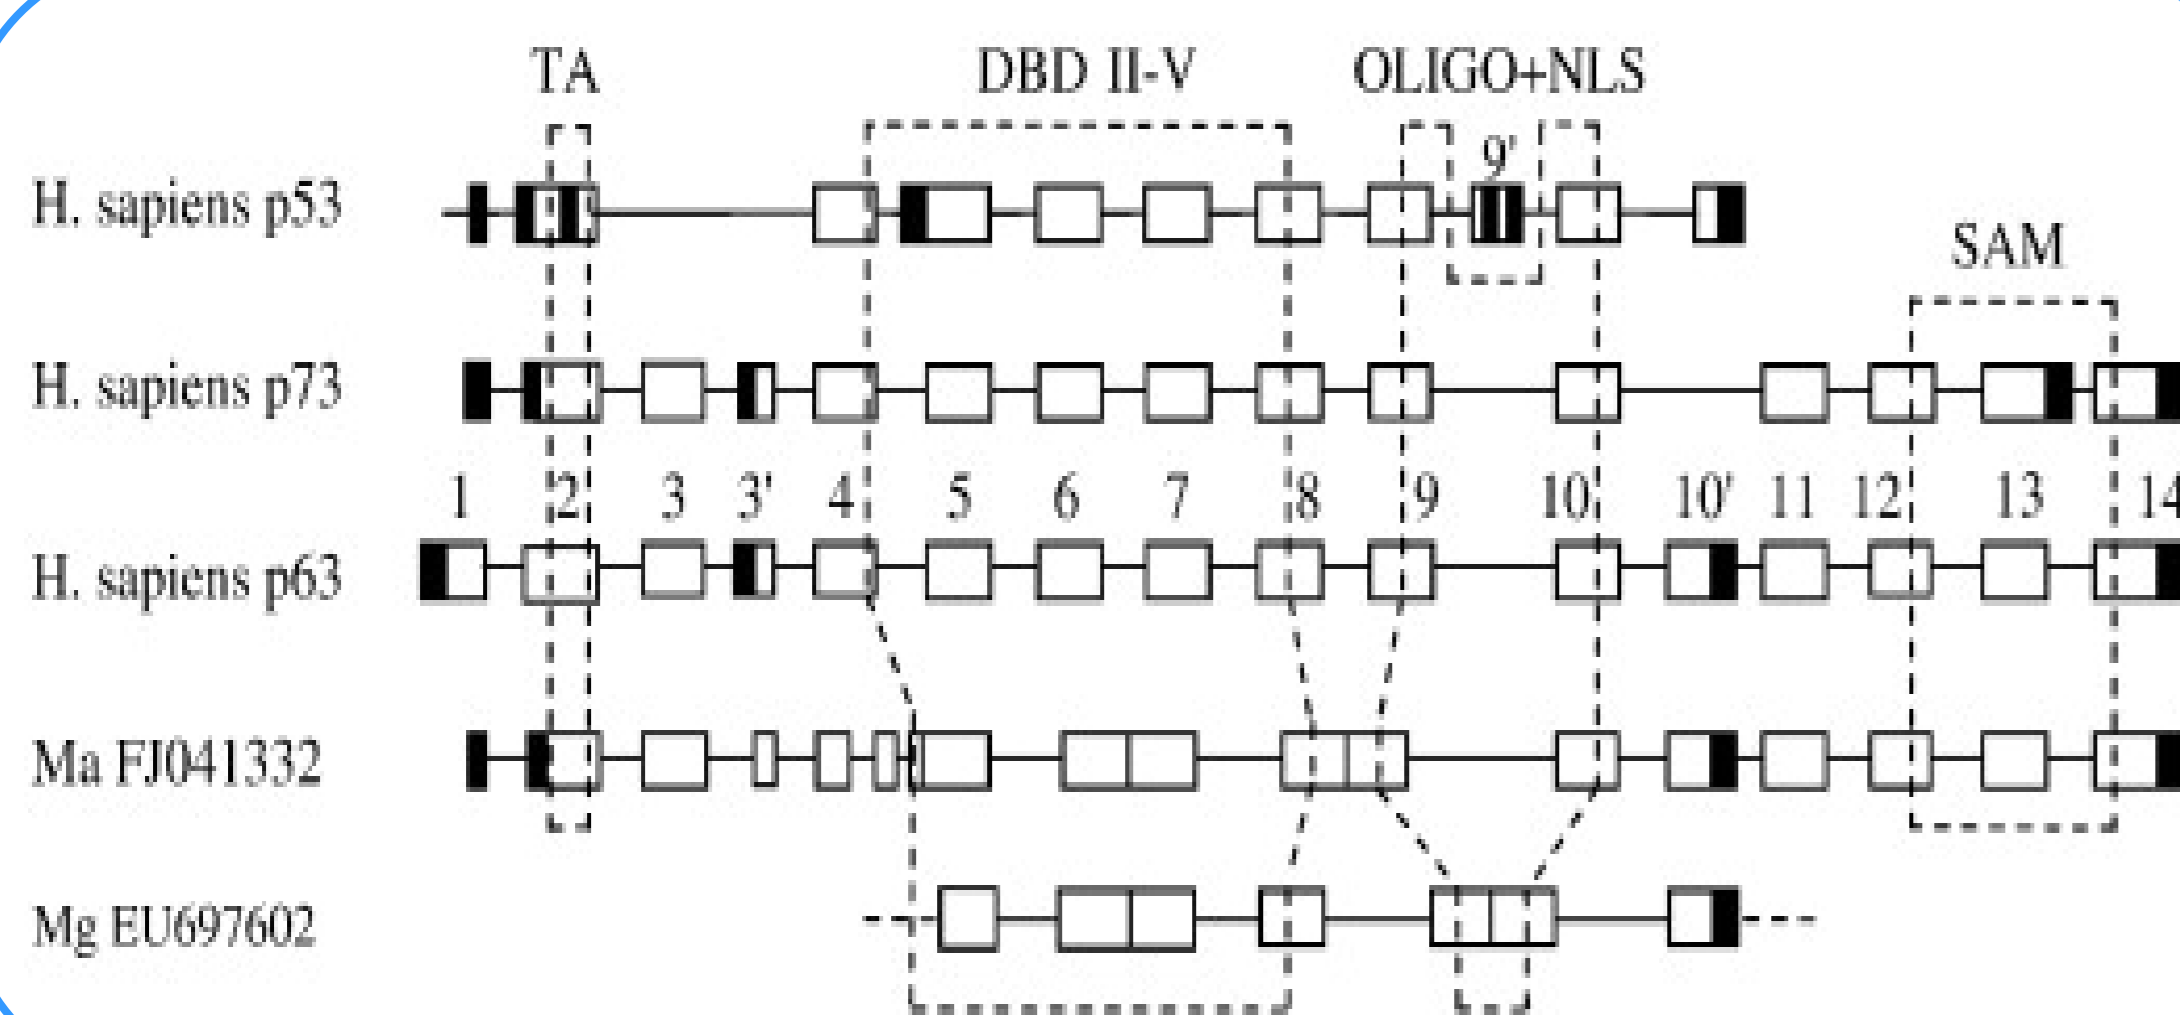 TA DBD II-V OLIGO+NLS
9'
H. sapiens p53
SAM
H. sapiens p73
1 2 3 3' 4 5 6 7 8 9 10 10' 11 12 13 14
H. sapiens p63
Ma FJ041332
Mg EU697602